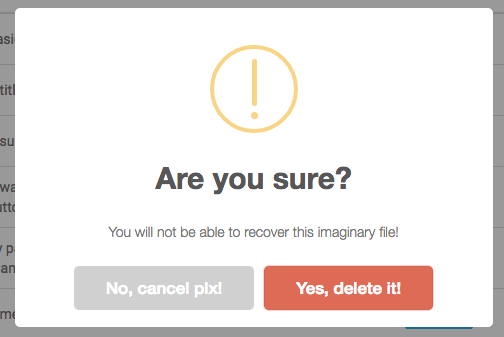 Are you sure?
You will not be able to recover this imaginary file!
No, cancel plx!
Yes, delete it!